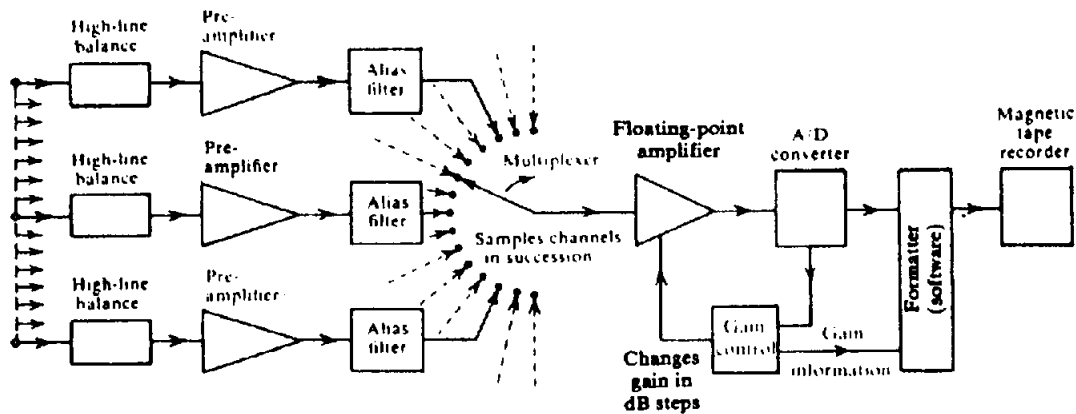 High-line
balance
Pre-
amplifier
Alias
filter
High-line
balance
Pre-
amplifier
Alias
filter
High-line
balance
Pre-
amplifier
Alias
filter
Multiplexer
Samples channels
in succession
Floating-point
amplifier
A/D
converter
Magnetic
tape
recorder
Formatter
(software)
Gain
control
Gain
information
Changes
gain in
dB steps